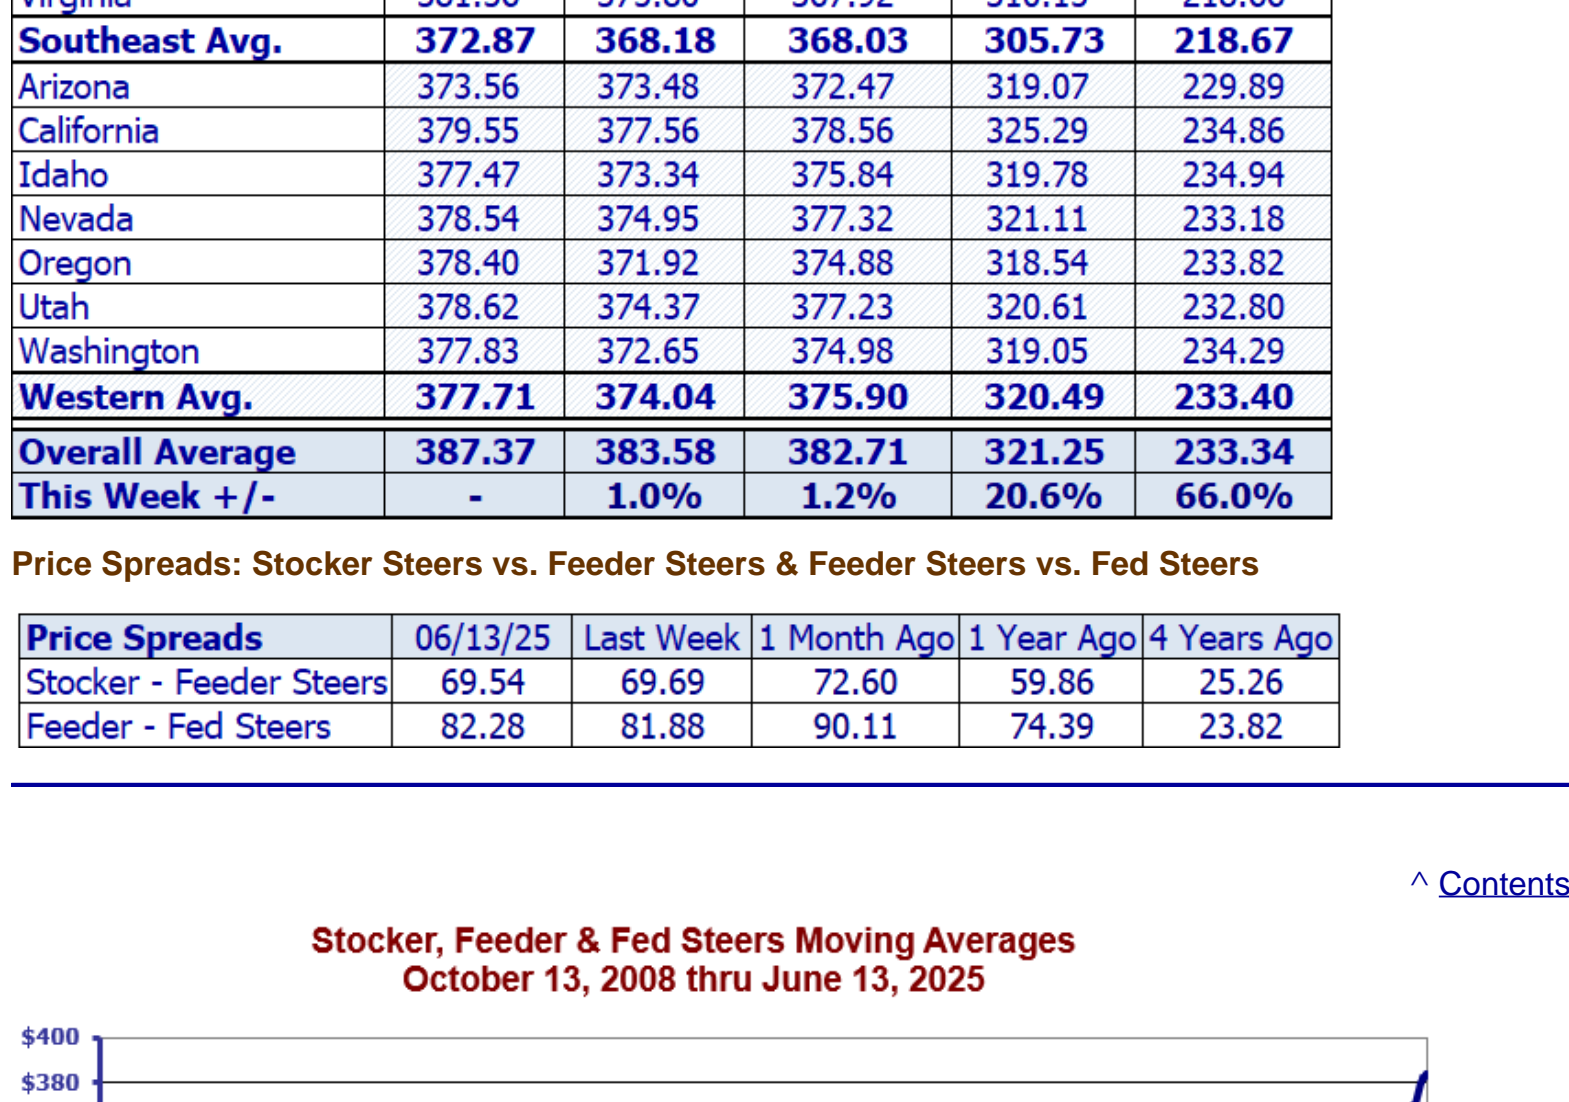 Southeast Avg. 372.87 368.18 368.03 305.73 218.67
Arizona 373.56 373.48 372.47 319.07 229.89
California 379.55 377.56 378.56 325.29 234.86
Idaho 377.47 373.34 375.84 319.78 234.94
Nevada 378.54 374.95 377.32 321.11 233.18
Oregon 378.40 371.92 374.88 318.54 233.82
Utah 378.62 374.37 377.23 320.61 232.80
Washington 377.83 372.65 374.98 319.05 234.29
Western Avg. 377.71 374.04 375.90 320.49 233.40
Overall Average 387.37 383.58 382.71 321.25 233.34
This Week +/- - 1.0% 1.2% 20.6% 66.0%
Price Spreads: Stocker Steers vs. Feeder Steers & Feeder Steers vs. Fed Steers
Price Spreads 06/13/25 Last Week 1 Month Ago 1 Year Ago 4 Years Ago
Stocker - Feeder Steers 69.54 69.69 72.60 59.86 25.26
Feeder - Fed Steers 82.28 81.88 90.11 74.39 23.82
^ Contents
Stocker, Feeder & Fed Steers Moving Averages
October 13, 2008 thru June 13, 2025
$400
$380